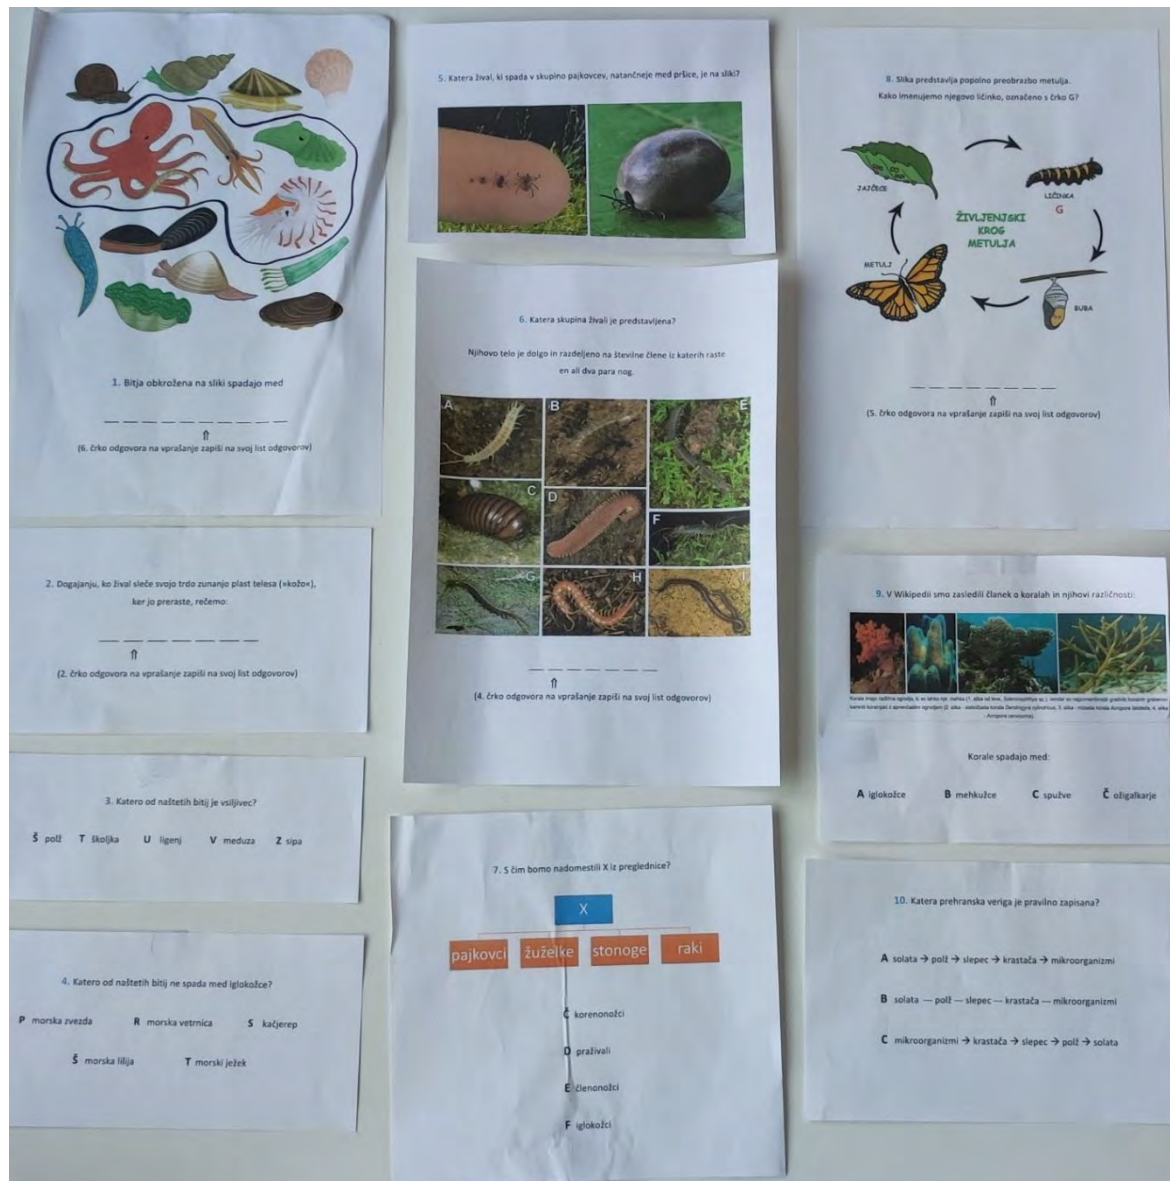 1. Bitja obkrožena na sliki spadajo med
_ _ _ _ _ _ _ _ _ _ _
⇑
(6. črko odgovora na vprašanje zapiši na svoj list odgovorov)
2. Dogajanju, ko žival sleče svojo trdo zunanjo plast telesa (»kožo«),
ker jo preraste, rečemo:
_ _ _ _ _ _ _ _
⇑
(2. črko odgovora na vprašanje zapiši na svoj list odgovorov)
3. Katero od naštetih bitij je vsiljivec?
Š polž T školjka U ligenj V meduza Z sipa
4. Katero od naštetih bitij ne spada med iglokožce?
P morska zvezda R morska vetrnica S kačjerep
Š morska lilija T morski ježek
5. Katera žival, ki spada v skupino pajkovcev, natančneje med pršice, je na sliki?
6. Katera skupina živali je predstavljena?
Njihovo telo je dolgo in razdeljeno na številne člene iz katerih raste
en ali dva para nog.
A B E
C D F
G H I
_ _ _ _ _ _ _
⇑
(4. črko odgovora na vprašanje zapiši na svoj list odgovorov)
7. S čim bomo nadomestili X iz preglednice?
X
pajkovci žuželke stonoge raki
Č korenonožci
D praživali
E členonožci
F iglokožci
8. Slika predstavlja popolno preobrazbo metulja.
Kako imenujemo njegovo ličinko, označeno s črko G?
JAJČECE
LIČINKA
G
ŽIVLJENJSKI
KROG
METULJA
METULJ
BUBA
_ _ _ _ _ _ _ _
⇑
(5. črko odgovora na vprašanje zapiši na svoj list odgovorov)
9. V Wikipedii smo zasledili članek o koralah in njihovi različnosti:
Korale spadajo med:
A iglokožce B mehkužce C spužve Č ožigalkarje
10. Katera prehranska veriga je pravilno zapisana?
A solata → polž → slepec → krastača → mikroorganizmi
B solata — polž — slepec — krastača — mikroorganizmi
C mikroorganizmi → krastača → slepec → polž → solata